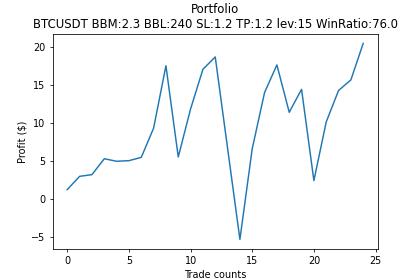 Portfolio
BTCUSDT BBM:2.3 BBL:240 SL:1.2 TP:1.2 lev:15 WinRatio:76.0
20
15
10
5
0
−5
Profit ($)
0 5 10 15 20 25
Trade counts